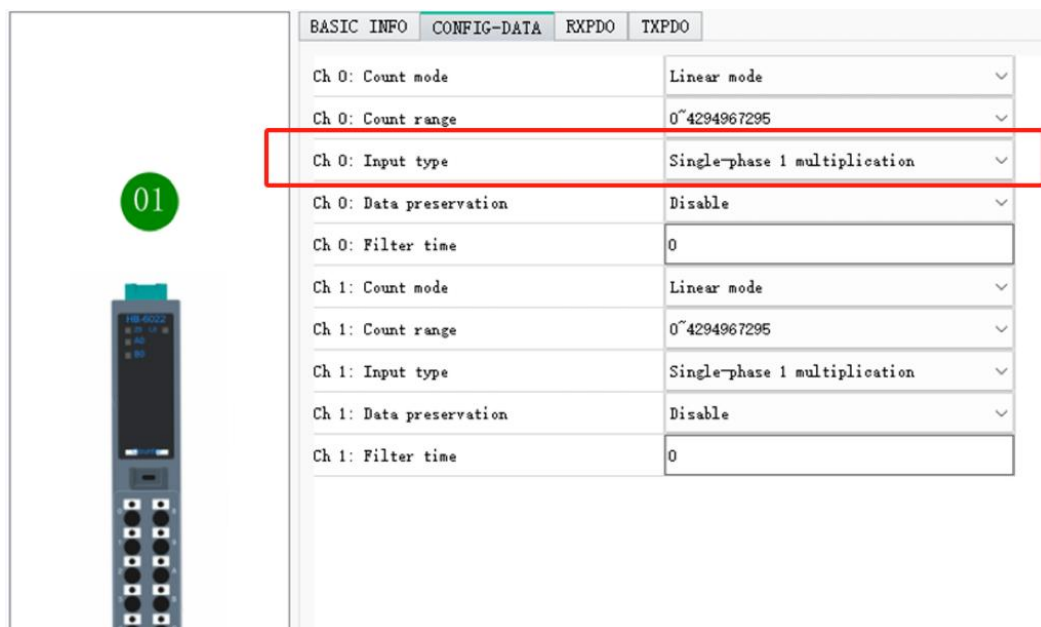 BASIC INFO CONFIG-DATA RXPDO TXPDO
Ch 0: Count mode Linear mode
Ch 0: Count range 0~4294967295
Ch 0: Input type Single-phase 1 multiplication
Ch 0: Data preservation Disable
Ch 0: Filter time 0
Ch 1: Count mode Linear mode
Ch 1: Count range 0~4294967295
Ch 1: Input type Single-phase 1 multiplication
Ch 1: Data preservation Disable
Ch 1: Filter time 0
01
HB-6022
A0
B0